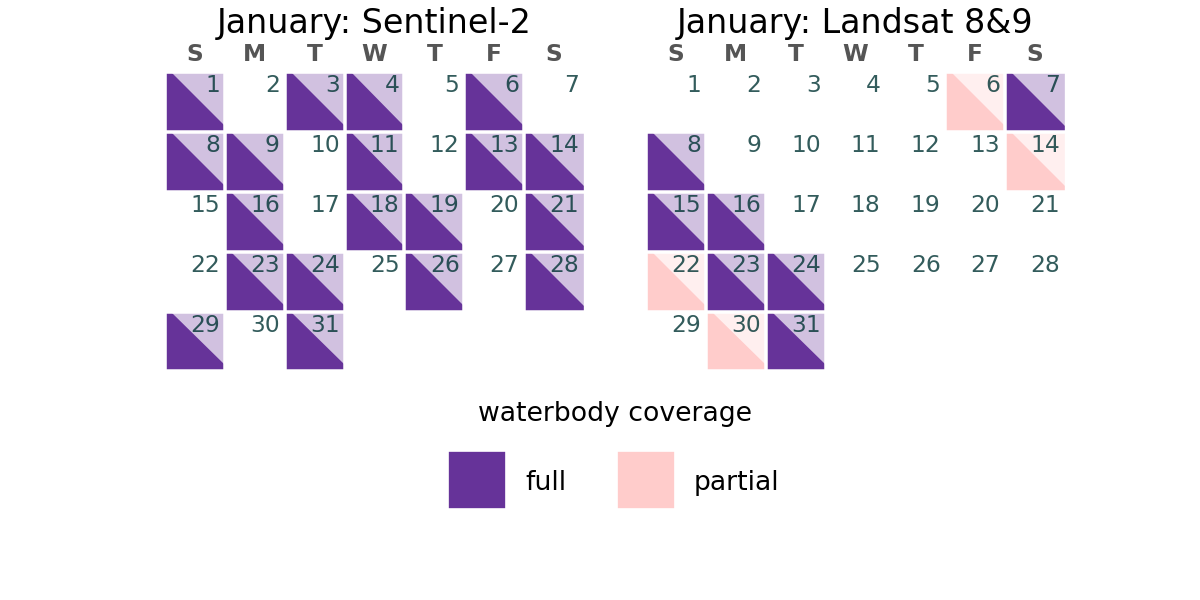 January: Sentinel-2
S M T W T F S
1 2 3 4 5 6 7
8 9 10 11 12 13 14
15 16 17 18 19 20 21
22 23 24 25 26 27 28
29 30 31
January: Landsat 8&9
S M T W T F S
1 2 3 4 5 6 7
8 9 10 11 12 13 14
15 16 17 18 19 20 21
22 23 24 25 26 27 28
29 30 31
waterbody coverage
full
partial